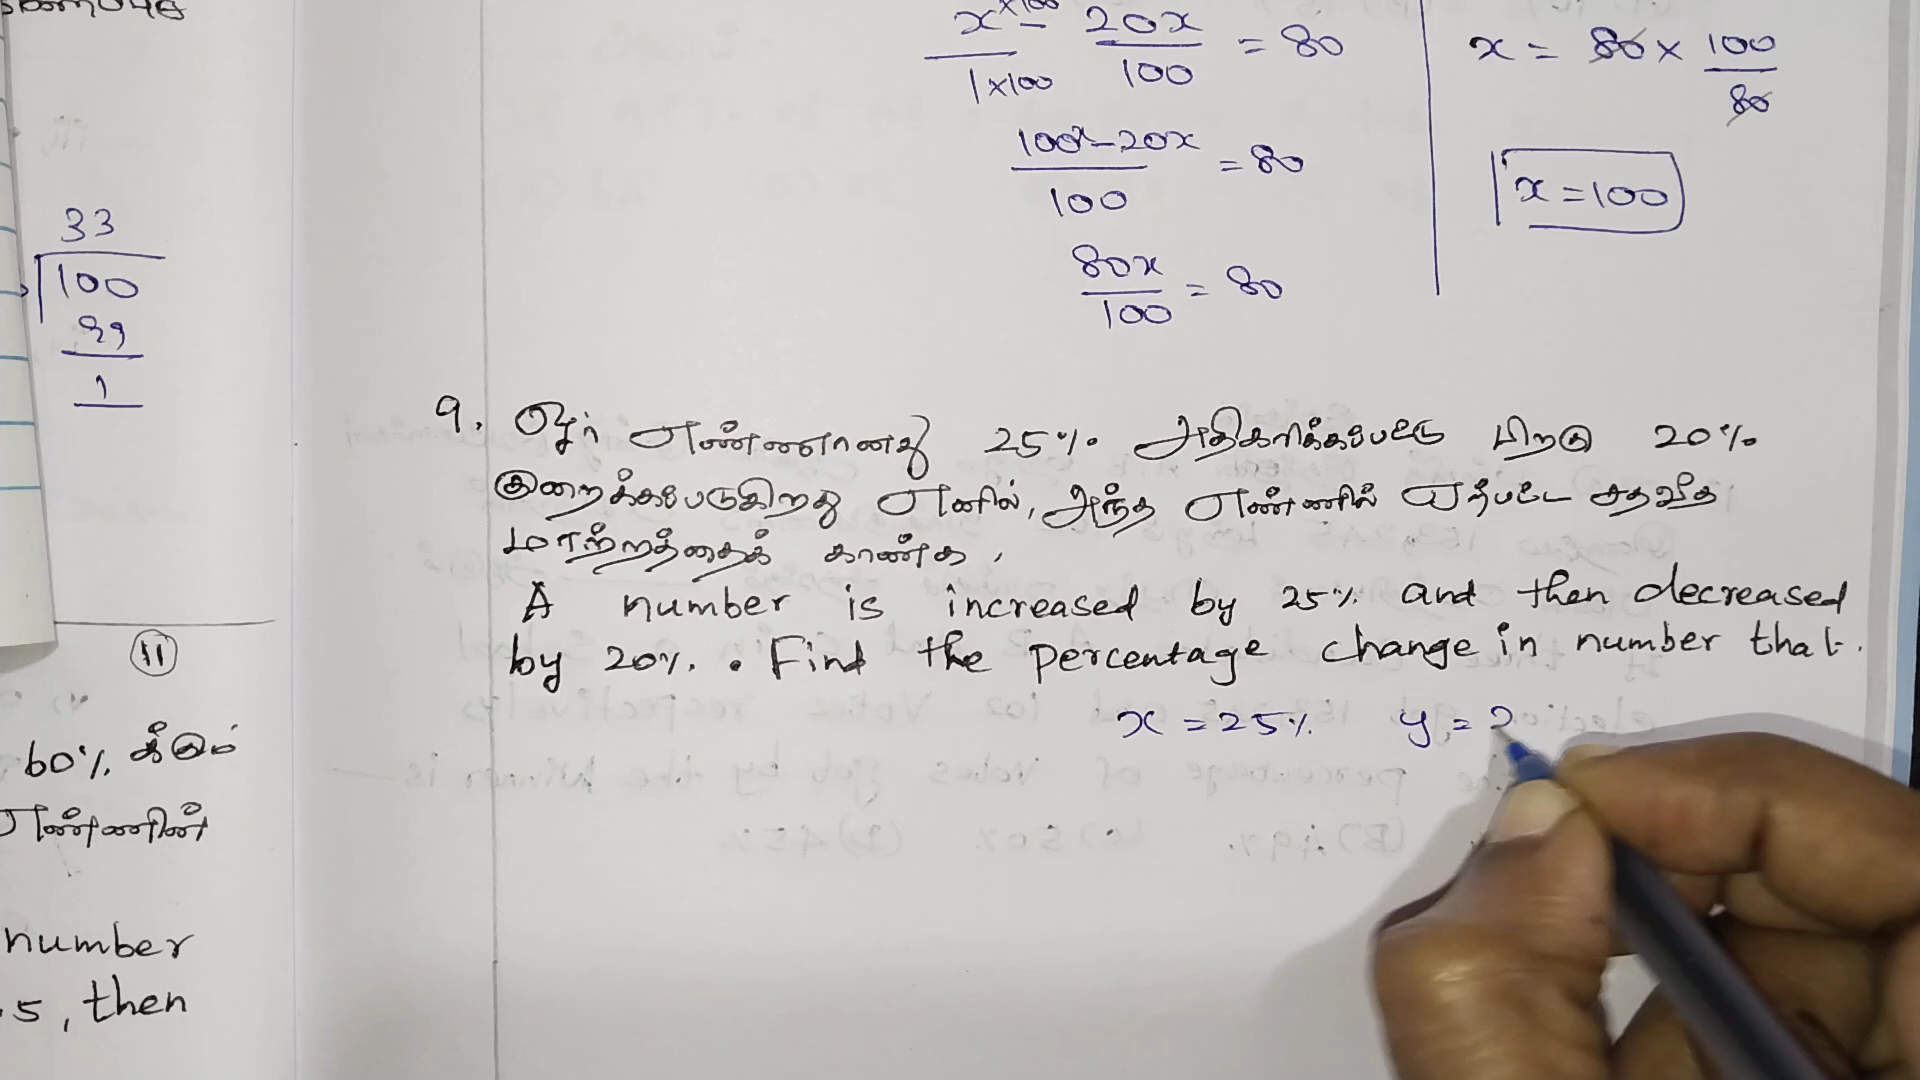 33
100
99
1
11
60% க்கும்
எண்ணின்
number
.5, then
x×100 − 20x = 80
1×100 100
100x−20x = 80
100
80x = 80
100
x = 80 × 100
80
x = 100
9. ஓர் எண்ணானது 25% அதிகரிக்கப்பட்டு பிறகு 20%
குறைக்கப்படுகிறது எனில், அந்த எண்ணில் ஏற்பட்ட சதவீத
மாற்றத்தைக் காண்க.
A number is increased by 25% and then decreased
by 20%. Find the percentage change in number that.
x = 25% y = 2